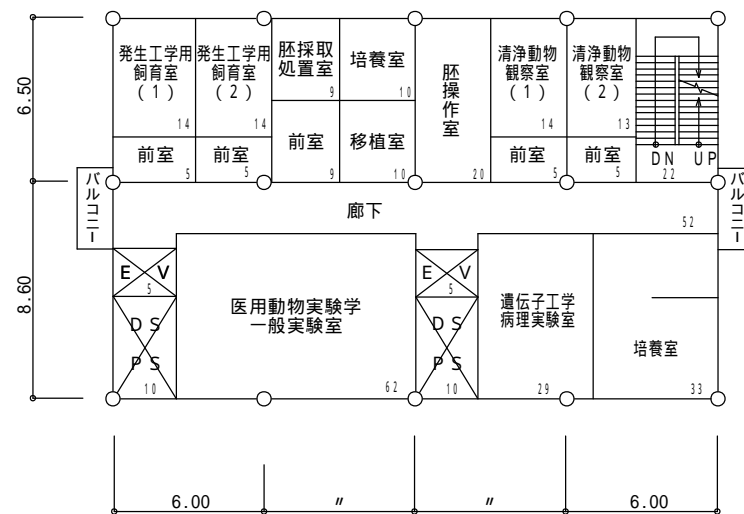 発生工学用
飼育室
(1)
14
発生工学用
飼育室
(2)
14
胚採取
処置室
9
培養室
10
胚操作室
20
清浄動物
観察室
(1)
14
清浄動物
観察室
(2)
13
DN UP
22
前室
5
前室
5
前室
9
移植室
10
前室
5
前室
5
6.50
バルコニー
廊下
52
バルコニー
8.60
EV
5
DS
PS
10
医用動物実験学
一般実験室
62
EV
5
DS
PS
10
遺伝子工学
病理実験室
29
培養室
33
6.00
〃
〃
6.00